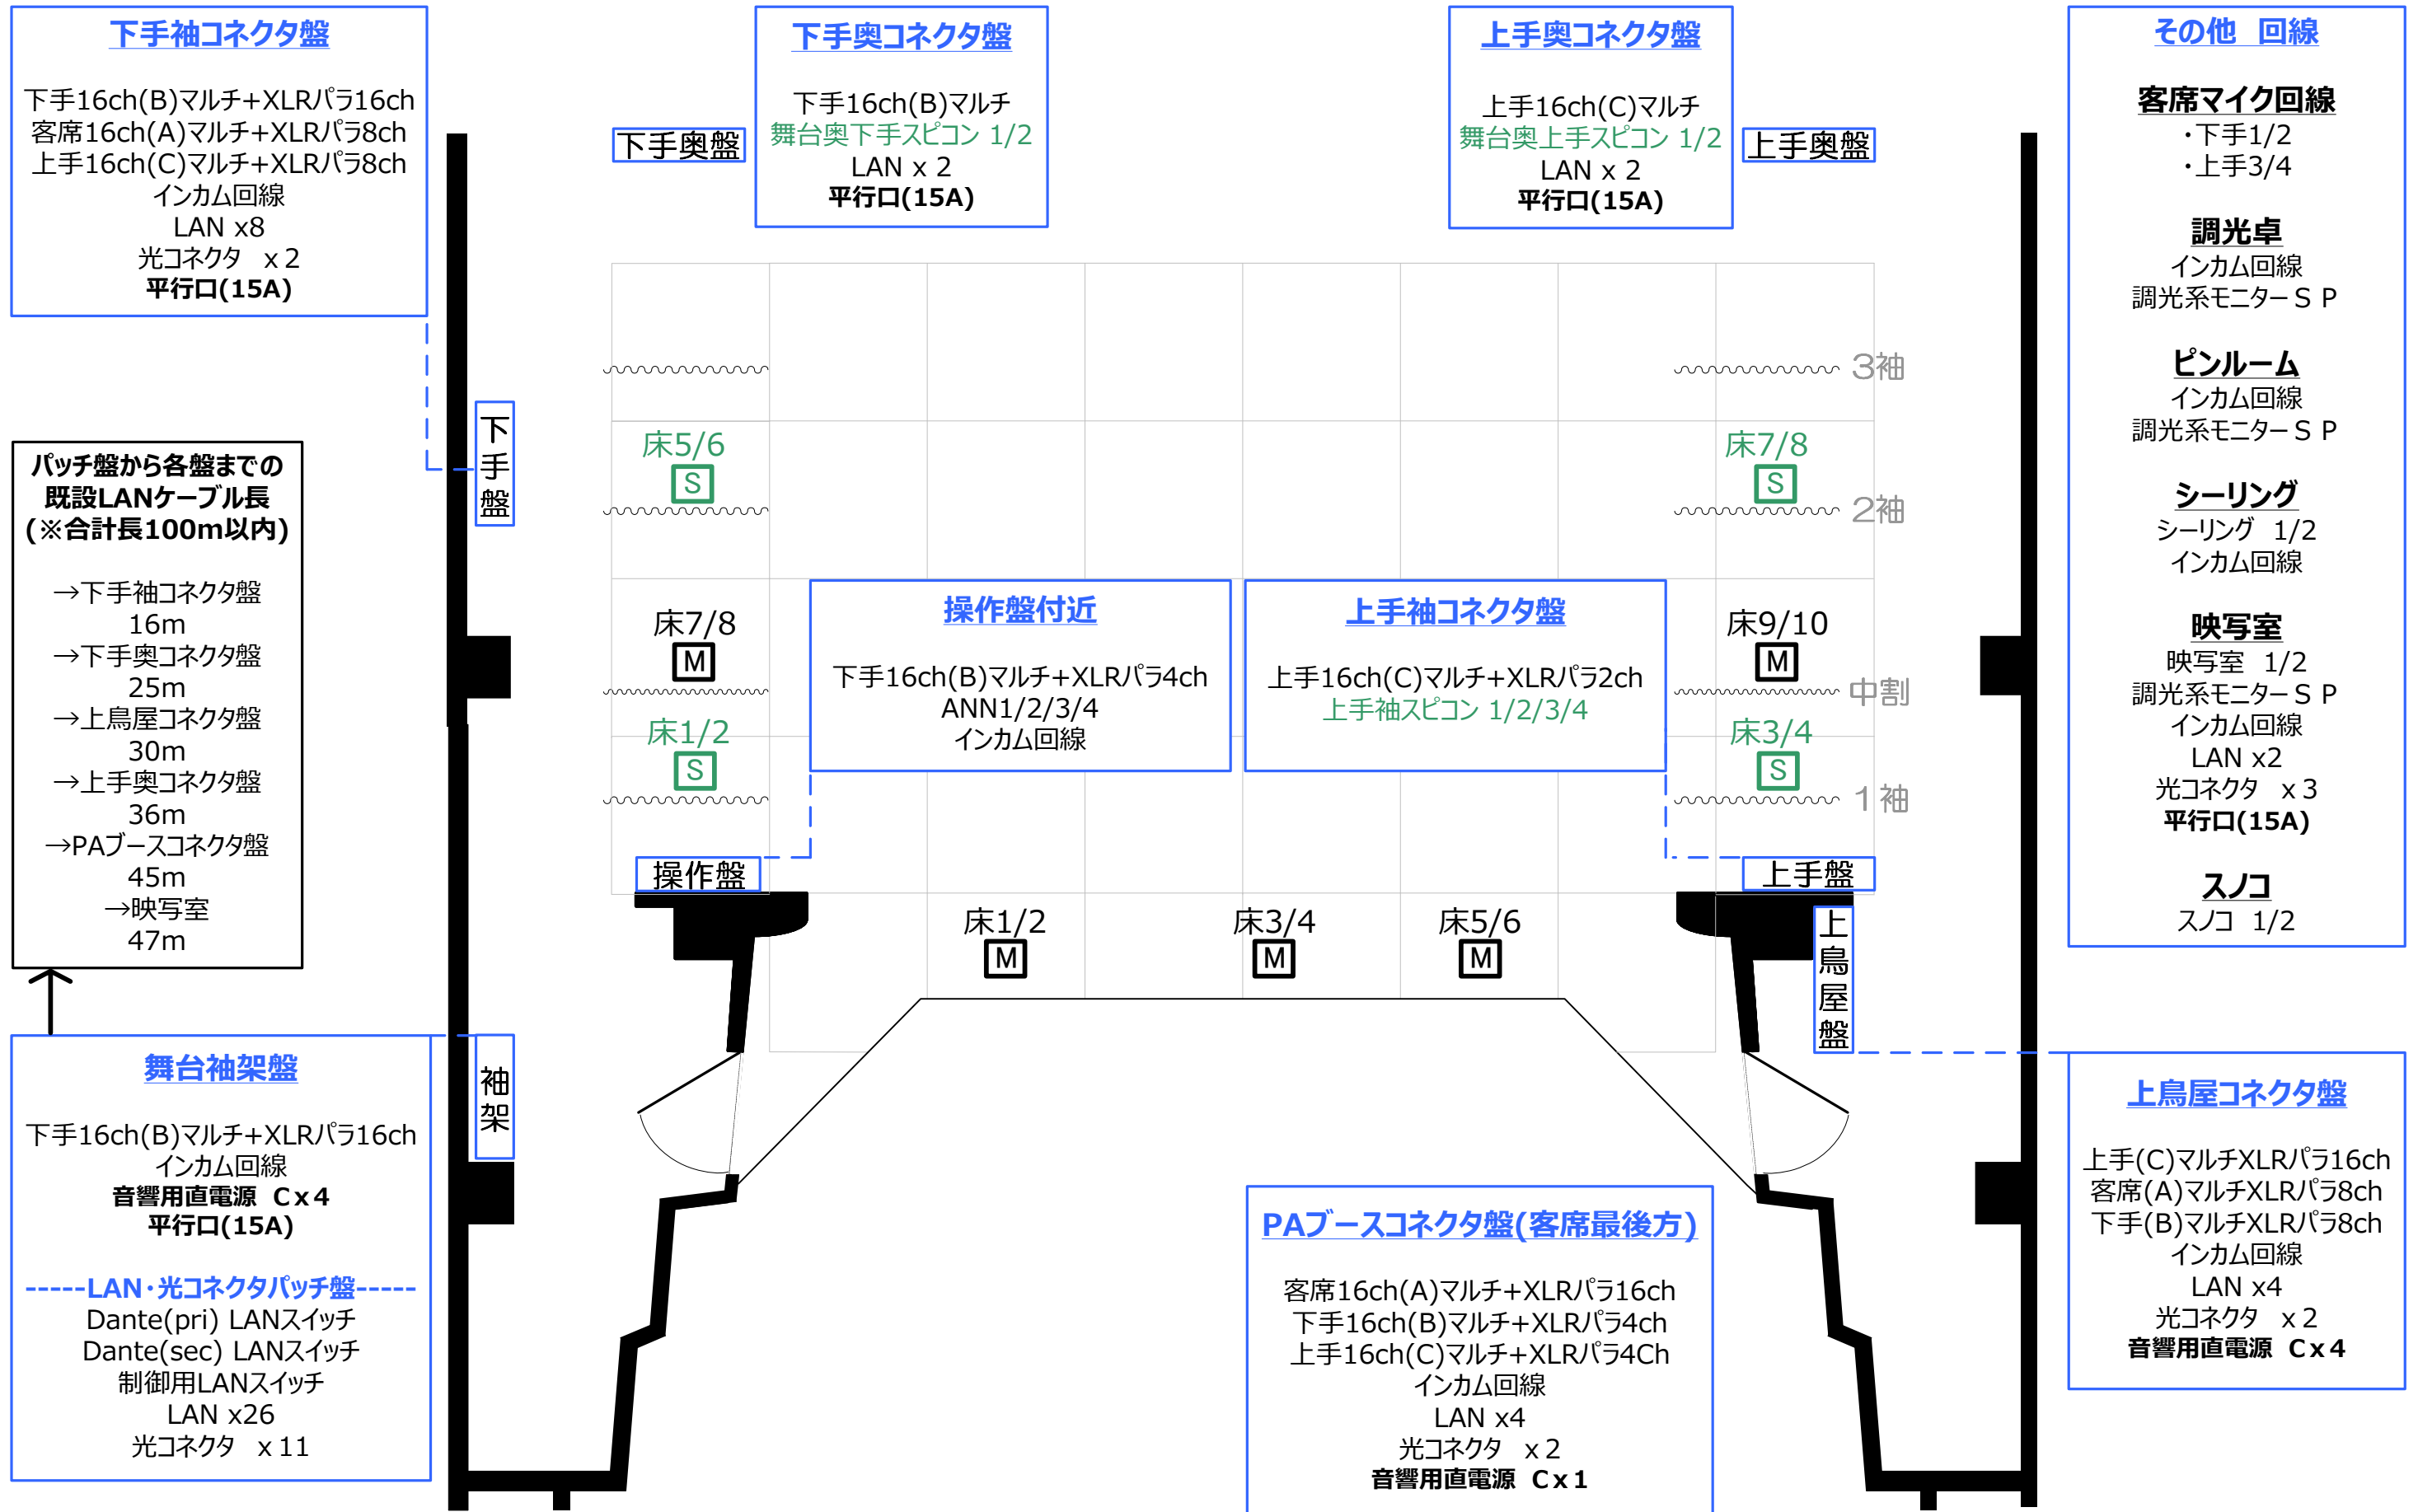 下手袖コネクタ盤
下手16ch(B)マルチ+XLRパラ16ch
客席16ch(A)マルチ+XLRパラ8ch
上手16ch(C)マルチ+XLRパラ8ch
インカム回線
LAN x8
光コネクタ x 2
平行口(15A)
下手奥コネクタ盤
下手16ch(B)マルチ
舞台奥下手スピコン 1/2
LAN x 2
平行口(15A)
上手奥コネクタ盤
上手16ch(C)マルチ
舞台奥上手スピコン 1/2
LAN x 2
平行口(15A)
その他 回線
客席マイク回線
・下手1/2
・上手3/4
調光卓
インカム回線
調光系モニターＳＰ
ピンルーム
インカム回線
調光系モニターＳＰ
シーリング
シーリング 1/2
インカム回線
映写室
映写室 1/2
調光系モニターＳＰ
インカム回線
LAN x2
光コネクタ x 3
平行口(15A)
スノコ
スノコ 1/2
下手奥盤
上手奥盤
3袖
下手盤
床5/6
S
床7/8
S
2袖
パッチ盤から各盤までの
既設LANケーブル長
(※合計長100m以内)
→下手袖コネクタ盤
16m
→下手奥コネクタ盤
25m
→上鳥屋コネクタ盤
30m
→上手奥コネクタ盤
36m
→PAブースコネクタ盤
45m
→映写室
47m
床7/8
M
床1/2
S
操作盤付近
下手16ch(B)マルチ+XLRパラ4ch
ANN1/2/3/4
インカム回線
上手袖コネクタ盤
上手16ch(C)マルチ+XLRパラ2ch
上手袖スピコン 1/2/3/4
床9/10
M
中割
床3/4
S
1袖
操作盤
上手盤
床1/2
M
床3/4
M
床5/6
M
上鳥屋盤
舞台袖架盤
下手16ch(B)マルチ+XLRパラ16ch
インカム回線
音響用直電源 Cx4
平行口(15A)
-----LAN・光コネクタパッチ盤-----
Dante(pri) LANスイッチ
Dante(sec) LANスイッチ
制御用LANスイッチ
LAN x26
光コネクタ x 11
袖架
PAブースコネクタ盤(客席最後方)
客席16ch(A)マルチ+XLRパラ16ch
下手16ch(B)マルチ+XLRパラ4ch
上手16ch(C)マルチ+XLRパラ4Ch
インカム回線
LAN x4
光コネクタ x 2
音響用直電源 Cx1
上鳥屋コネクタ盤
上手(C)マルチXLRパラ16ch
客席(A)マルチXLRパラ8ch
下手(B)マルチXLRパラ8ch
インカム回線
LAN x4
光コネクタ x 2
音響用直電源 Cx4